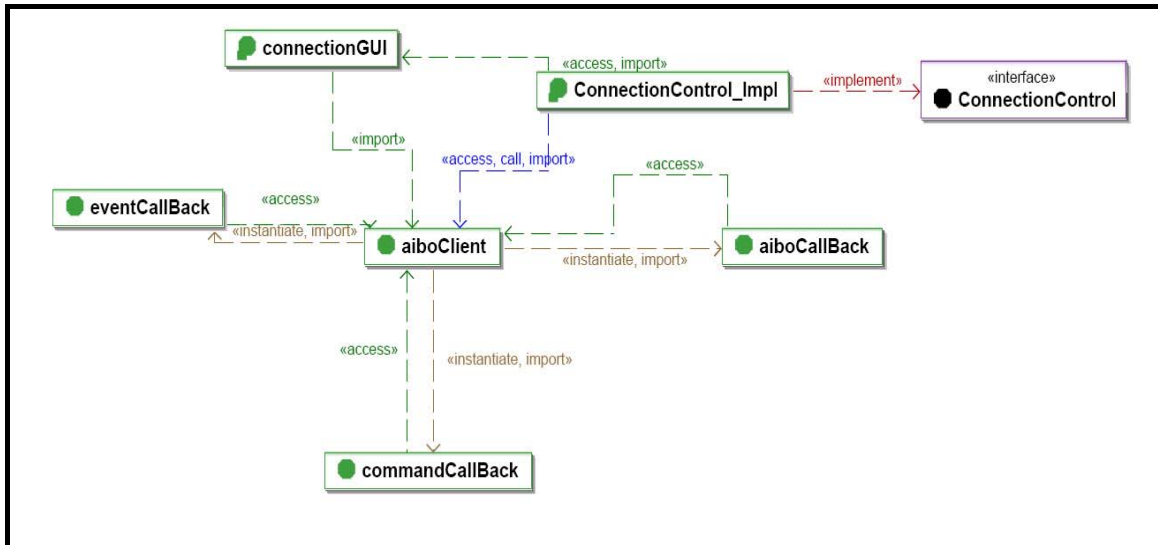 connectionGUI
«access, import»
ConnectionControl_Impl
«implement»
«interface»
ConnectionControl
«import»
«access, call, import»
«access»
eventCallBack
«access»
«instantiate, import»
aiboClient
«instantiate, import»
aiboCallBack
«access»
«instantiate, import»
commandCallBack